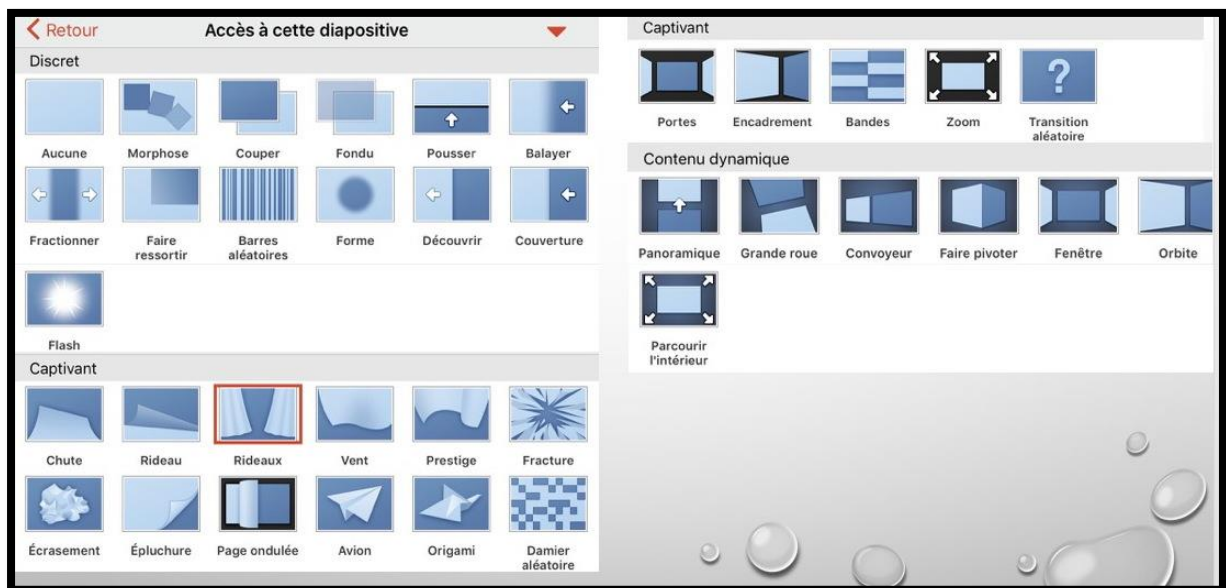 Retour
Accès à cette diapositive
Discret
Aucune
Morphose
Couper
Fondu
Pousser
Balayer
Fractionner
Faire
ressortir
Barres
aléatoires
Forme
Découvrir
Couverture
Flash
Captivant
Chute
Rideau
Rideaux
Vent
Prestige
Fracture
Écrasement
Épluchure
Page ondulée
Avion
Origami
Damier
aléatoire
Captivant
Portes
Encadrement
Bandes
Zoom
?
Transition
aléatoire
Contenu dynamique
Panoramique
Grande roue
Convoyeur
Faire pivoter
Fenêtre
Orbite
Parcourir
l'intérieur